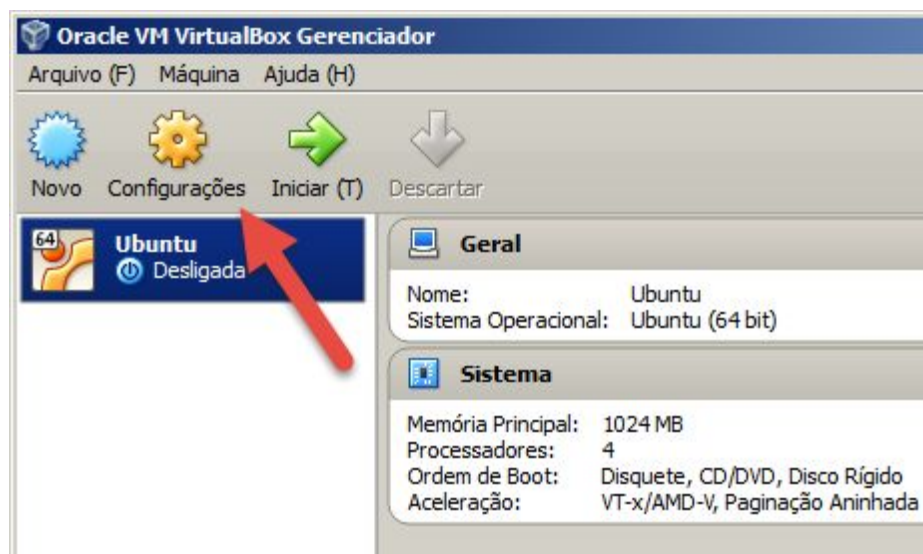 Oracle VM VirtualBox Gerenciador
Arquivo (F) Máquina Ajuda (H)
Novo Configurações Iniciar (T) Descartar
64
Ubuntu
Desligada
Geral
Nome: Ubuntu
Sistema Operacional: Ubuntu (64 bit)
Sistema
Memória Principal: 1024 MB
Processadores: 4
Ordem de Boot: Disquete, CD/DVD, Disco Rígido
Aceleração: VT-x/AMD-V, Paginação Aninhada